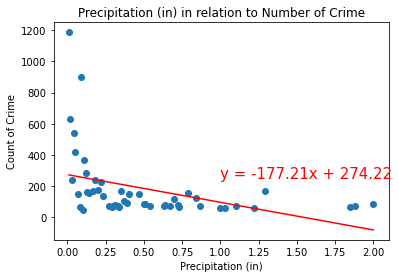 Precipitation (in) in relation to Number of Crime
1200
1000
800
600
400
200
0
Count of Crime
y = -177.21x + 274.22
0.00 0.25 0.50 0.75 1.00 1.25 1.50 1.75 2.00
Precipitation (in)